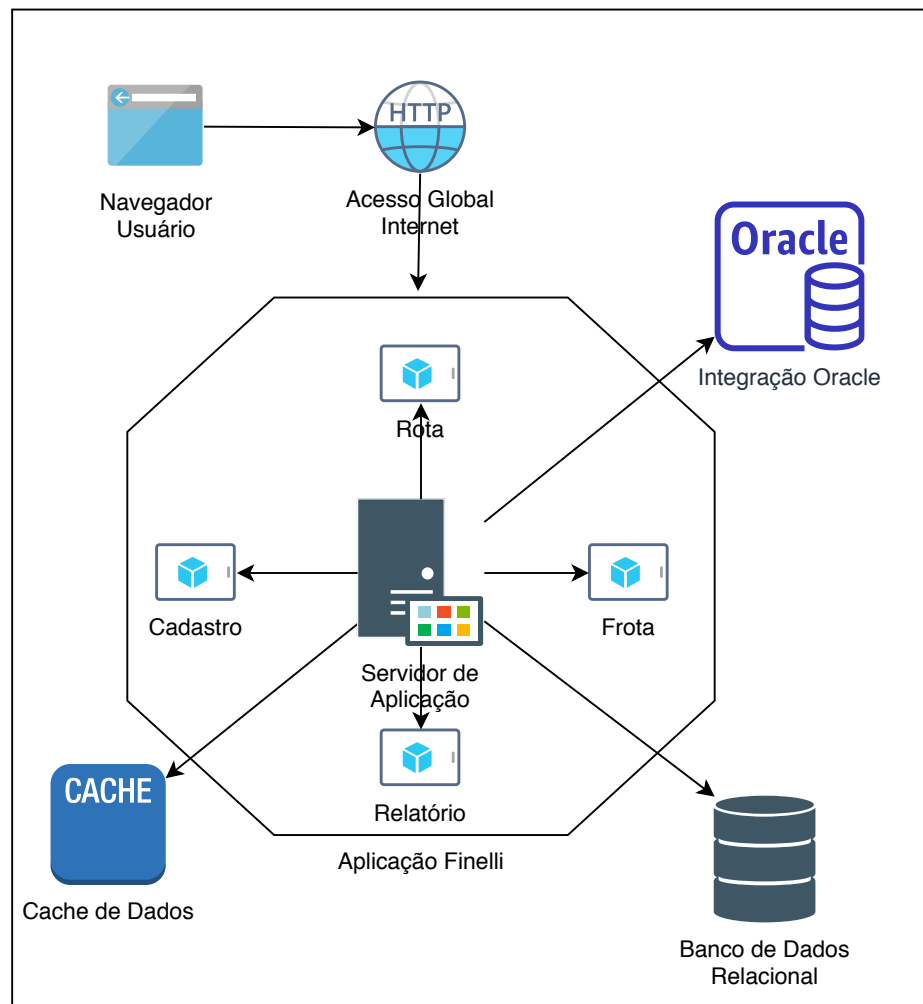 HTTP
Navegador
Usuário
Acesso Global
Internet
Oracle
Integração Oracle
Rota
Cadastro
Frota
Servidor de
Aplicação
Relatório
Aplicação Finelli
CACHE
Cache de Dados
Banco de Dados
Relacional